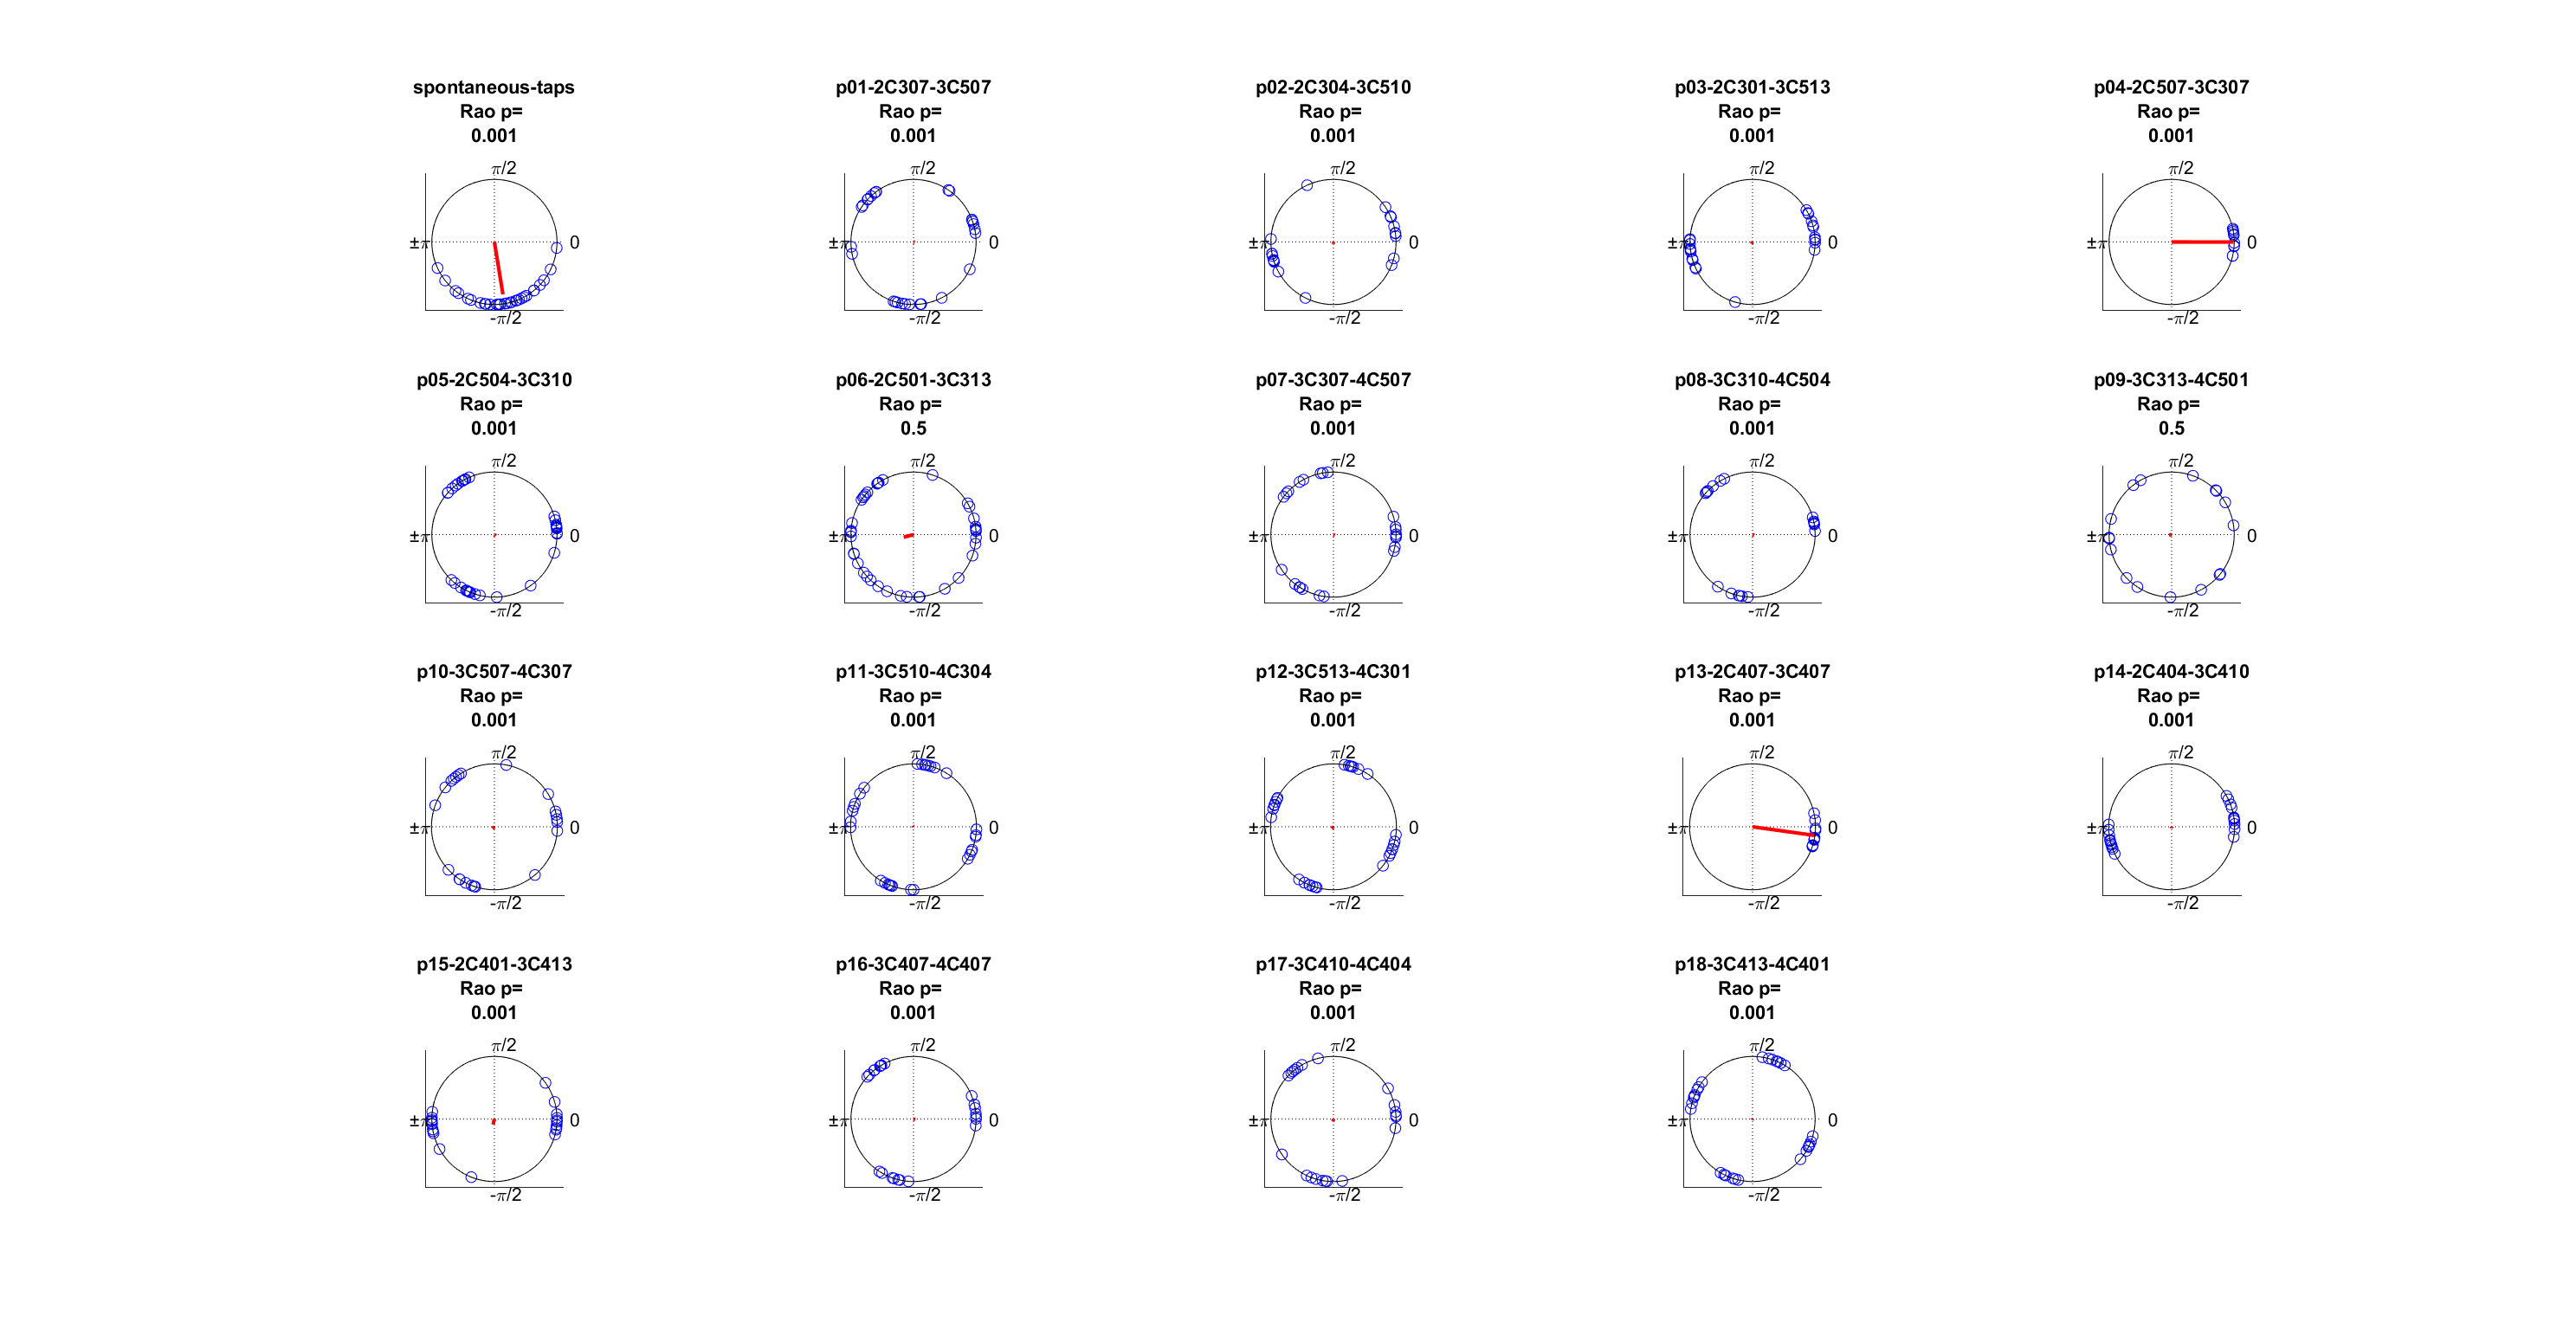 spontaneous-taps
Rao p=
0.001
π/2
±π
0
-π/2
p01-2C307-3C507
Rao p=
0.001
π/2
±π
0
-π/2
p02-2C304-3C510
Rao p=
0.001
π/2
±π
0
-π/2
p03-2C301-3C513
Rao p=
0.001
π/2
±π
0
-π/2
p04-2C507-3C307
Rao p=
0.001
π/2
±π
0
-π/2
p05-2C504-3C310
Rao p=
0.001
π/2
±π
0
-π/2
p06-2C501-3C313
Rao p=
0.5
π/2
±π
0
-π/2
p07-3C307-4C507
Rao p=
0.001
π/2
±π
0
-π/2
p08-3C310-4C504
Rao p=
0.001
π/2
±π
0
-π/2
p09-3C313-4C501
Rao p=
0.5
π/2
±π
0
-π/2
p10-3C507-4C307
Rao p=
0.001
π/2
±π
0
-π/2
p11-3C510-4C304
Rao p=
0.001
π/2
±π
0
-π/2
p12-3C513-4C301
Rao p=
0.001
π/2
±π
0
-π/2
p13-2C407-3C407
Rao p=
0.001
π/2
±π
0
-π/2
p14-2C404-3C410
Rao p=
0.001
π/2
±π
0
-π/2
p15-2C401-3C413
Rao p=
0.001
π/2
±π
0
-π/2
p16-3C407-4C407
Rao p=
0.001
π/2
±π
0
-π/2
p17-3C410-4C404
Rao p=
0.001
π/2
±π
0
-π/2
p18-3C413-4C401
Rao p=
0.001
π/2
±π
0
-π/2